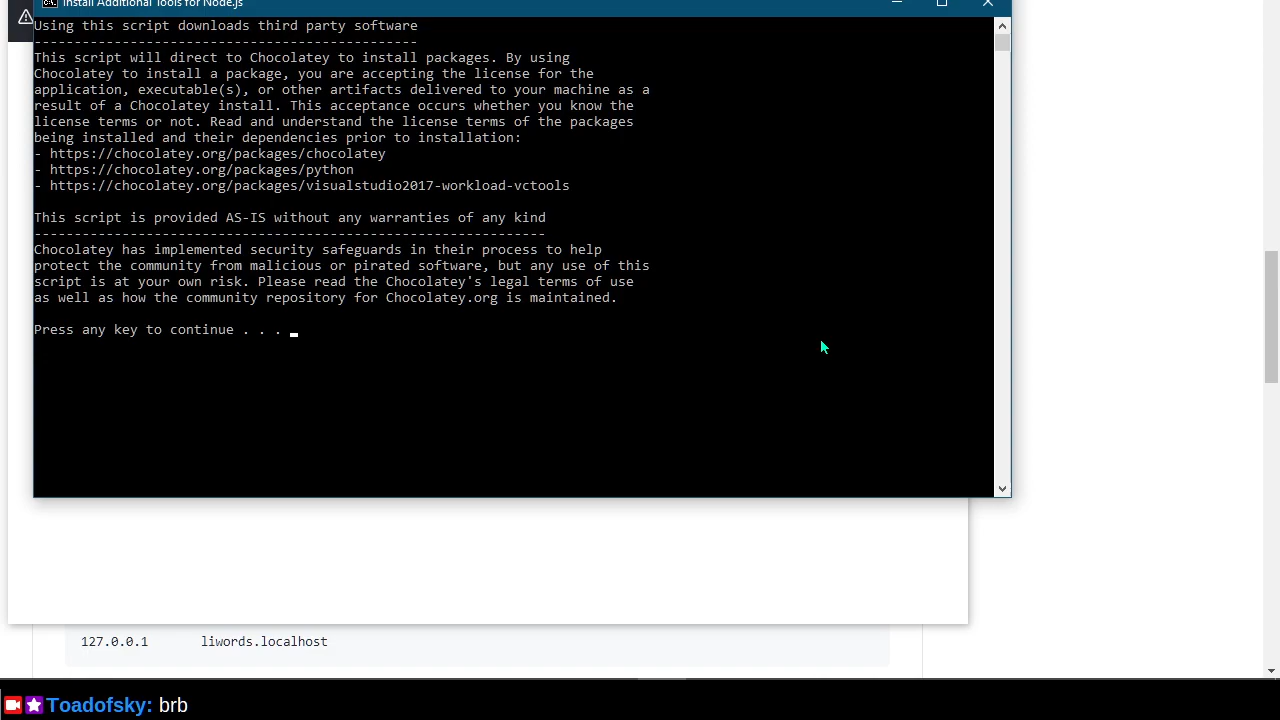 Install Additional Tools for Node.js
Using this script downloads third party software
------------------------------------------------
This script will direct to Chocolatey to install packages. By using
Chocolatey to install a package, you are accepting the license for the
application, executable(s), or other artifacts delivered to your machine as a
result of a Chocolatey install. This acceptance occurs whether you know the
license terms or not. Read and understand the license terms of the packages
being installed and their dependencies prior to installation:
- https://chocolatey.org/packages/chocolatey
- https://chocolatey.org/packages/python
- https://chocolatey.org/packages/visualstudio2017-workload-vctools
This script is provided AS-IS without any warranties of any kind
----------------------------------------------------------------
Chocolatey has implemented security safeguards in their process to help
protect the community from malicious or pirated software, but any use of this
script is at your own risk. Please read the Chocolatey's legal terms of use
as well as how the community repository for Chocolatey.org is maintained.
Press any key to continue . . .
127.0.0.1 liwords.localhost
Toadofsky: brb